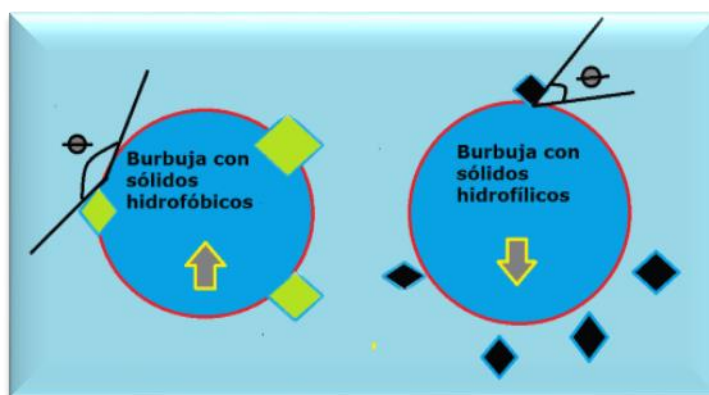 Burbuja con
sólidos
hidrofóbicos
Burbuja con
sólidos
hidrofílicos